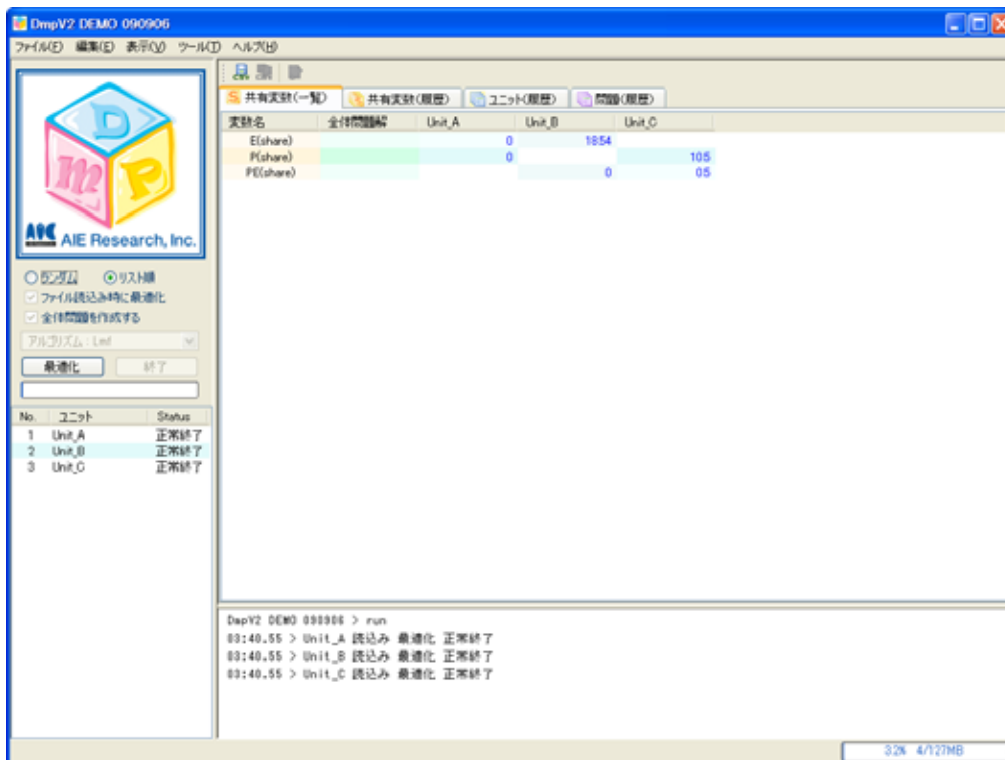 DmpV2 DEMO 090906
ファイル(F) 編集(E) 表示(V) ツール(T) ヘルプ(H)
D
m
P
AIE Research, Inc.
ランダム リスト順
ファイル読込み時に最適化
全体問題を作成する
アルゴリズム : Lmf
最適化 終了
No. ユニット Status
1 Unit_A 正常終了
2 Unit_B 正常終了
3 Unit_C 正常終了
共有変数(一覧) 共有変数(履歴) ユニット(履歴) 問題(履歴)
変数名 全体問題解 Unit_A Unit_B Unit_C
E(share) 0 1854
P(share) 0 105
PE(share) 0 05
DmpV2 DEMO 090906 > run
03:40.55 > Unit_A 読込み 最適化 正常終了
03:40.55 > Unit_B 読込み 最適化 正常終了
03:40.55 > Unit_C 読込み 最適化 正常終了
32% 4/127MB